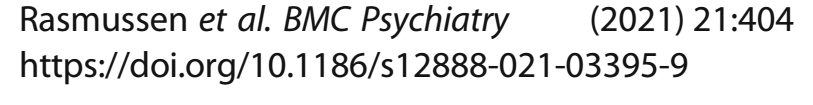 Rasmussen et al. BMC Psychiatry (2021) 21:404
https://doi.org/10.1186/s12888-021-03395-9